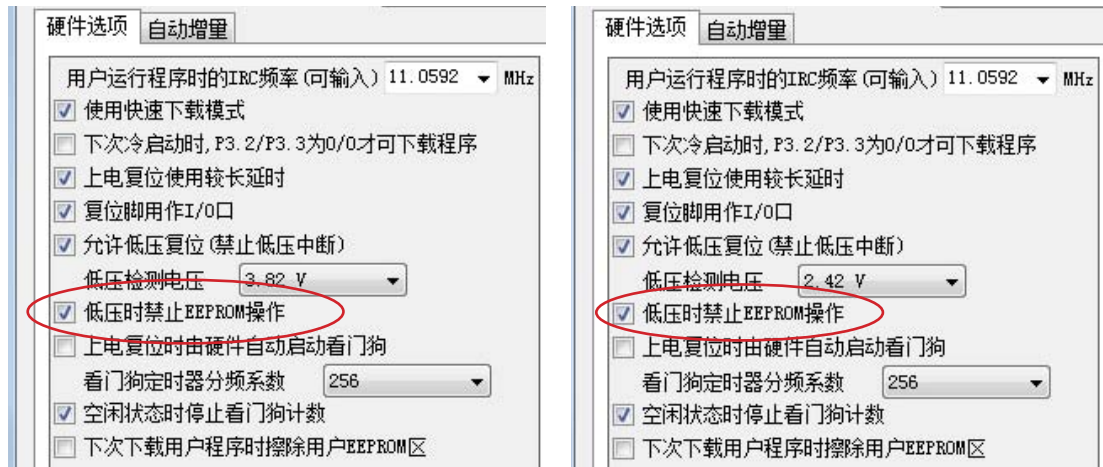 硬件选项 自动增量
用户运行程序时的IRC频率(可输入) 11.0592 MHz
使用快速下载模式
下次冷启动时, P3.2/P3.3为0/0才可下载程序
上电复位使用较长延时
复位脚用作I/O口
允许低压复位(禁止低压中断)
低压检测电压 3.82 V
低压时禁止EEPROM操作
上电复位时由硬件自动启动看门狗
看门狗定时器分频系数 256
空闲状态时停止看门狗计数
下次下载用户程序时擦除用户EEPROM区
硬件选项 自动增量
用户运行程序时的IRC频率(可输入) 11.0592 MHz
使用快速下载模式
下次冷启动时, P3.2/P3.3为0/0才可下载程序
上电复位使用较长延时
复位脚用作I/O口
允许低压复位(禁止低压中断)
低压检测电压 2.42 V
低压时禁止EEPROM操作
上电复位时由硬件自动启动看门狗
看门狗定时器分频系数 256
空闲状态时停止看门狗计数
下次下载用户程序时擦除用户EEPROM区